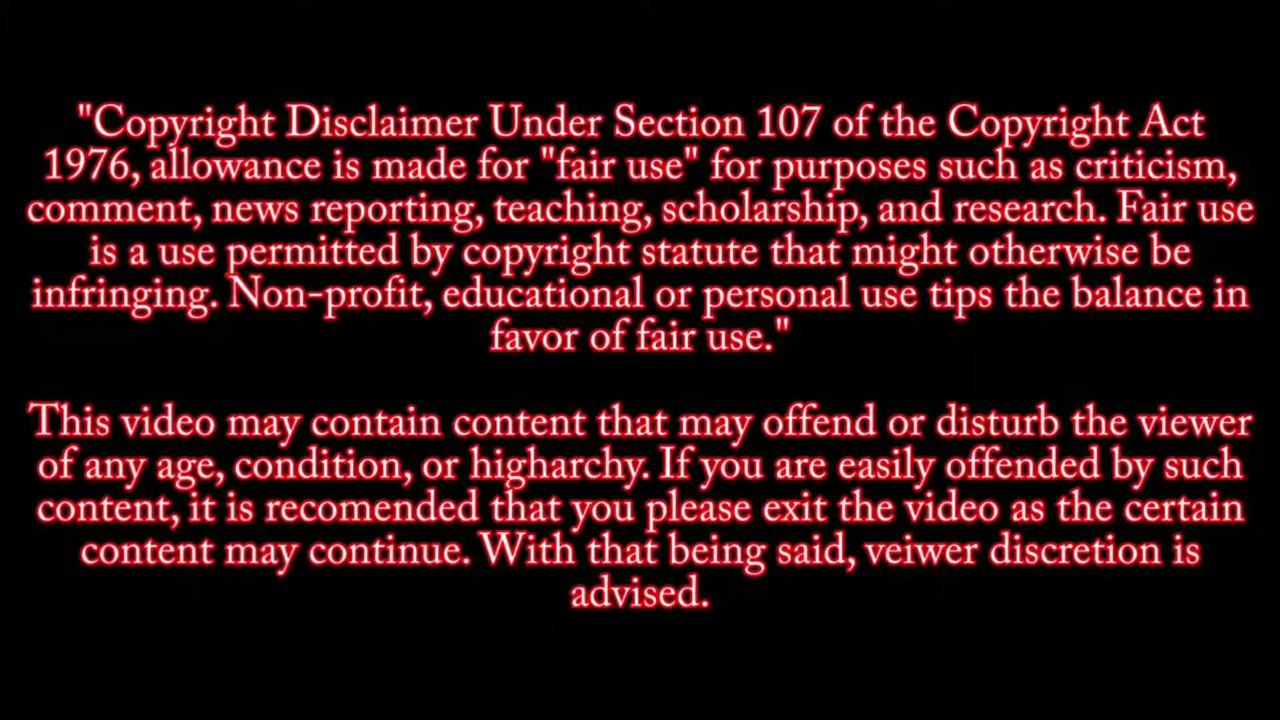 "Copyright Disclaimer Under Section 107 of the Copyright Act
1976, allowance is made for "fair use" for purposes such as criticism,
comment, news reporting, teaching, scholarship, and research. Fair use
is a use permitted by copyright statute that might otherwise be
infringing. Non-profit, educational or personal use tips the balance in
favor of fair use."
This video may contain content that may offend or disturb the viewer
of any age, condition, or higharchy. If you are easily offended by such
content, it is recomended that you please exit the video as the certain
content may continue. With that being said, veiwer discretion is
advised.